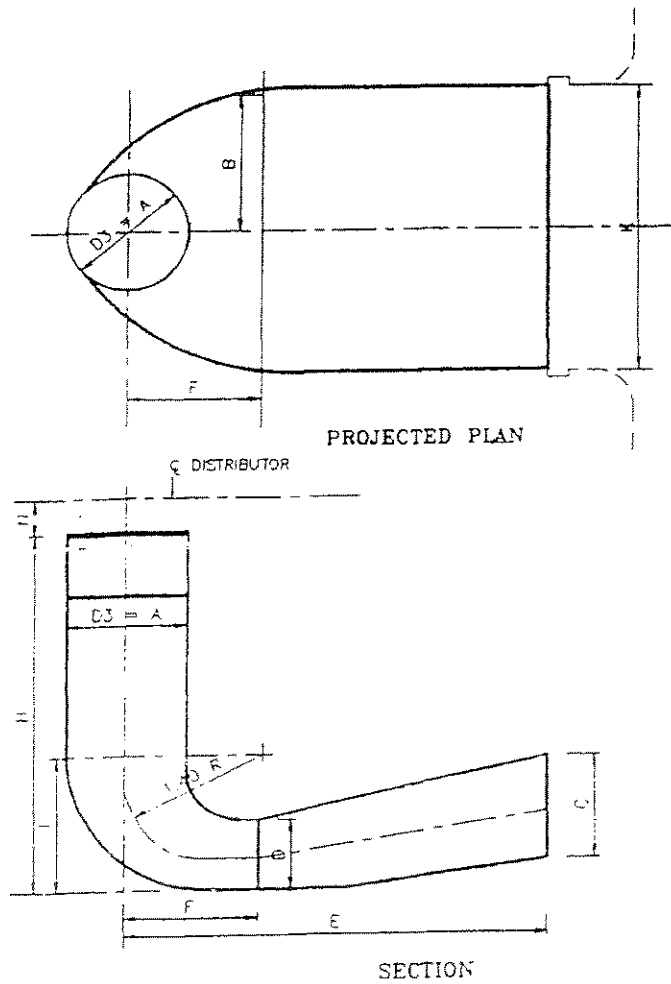 B
D3 = A
K
F
PROJECTED PLAN
℄ DISTRIBUTOR
D3 = A
I
D
C
F
E
SECTION